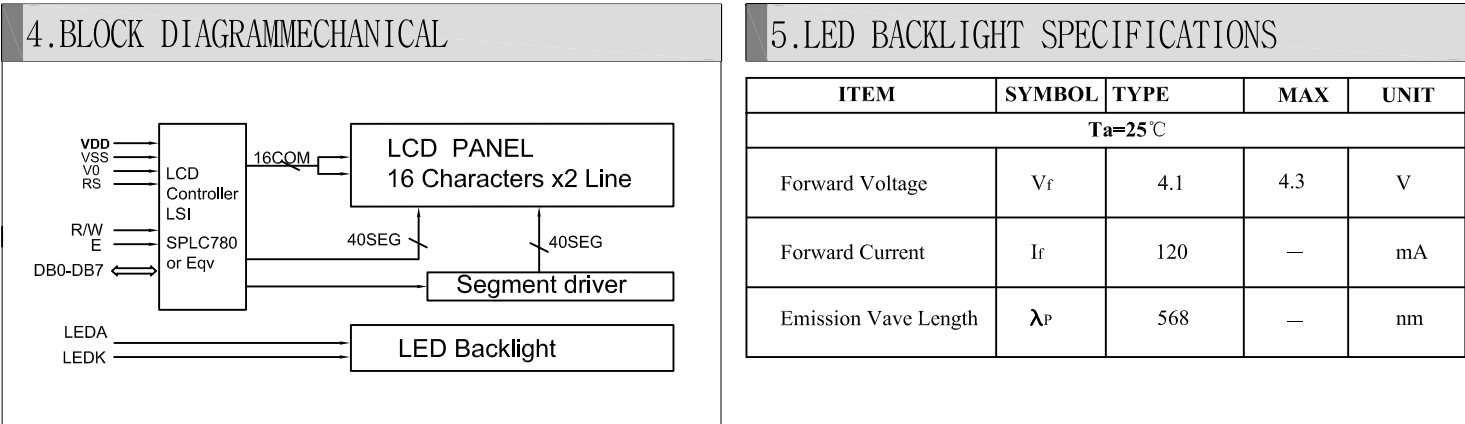 4.BLOCK DIAGRAMMECHANICAL
VDD
VSS
V0
RS
R/W
E
DB0-DB7
LCD
Controller
LSI
SPLC780
or Eqv
16COM
LCD PANEL
16 Characters x2 Line
40SEG
40SEG
Segment driver
LEDA
LEDK
LED Backlight
5.LED BACKLIGHT SPECIFICATIONS
ITEM SYMBOL TYPE MAX UNIT
Ta=25℃
Forward Voltage Vf 4.1 4.3 V
Forward Current If 120 — mA
Emission Vave Length λP 568 — nm